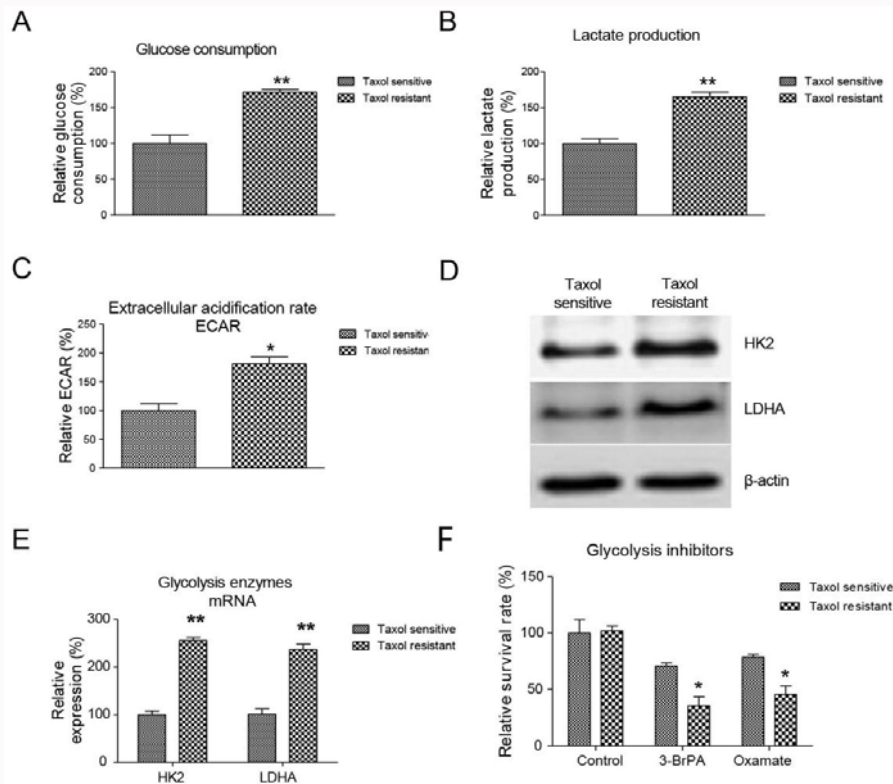 A
Glucose consumption
Relative glucose
consumption (%)
200
150
100
50
0
**
Taxol sensitive
Taxol resistant
B
Lactate production
Relative lactate
production (%)
200
150
100
50
0
**
Taxol sensitive
Taxol resistant
C
Extracellular acidification rate
ECAR
Relative ECAR (%)
250
200
150
100
50
0
*
Taxol sensitive
Taxol resistant
D
Taxol
sensitive
Taxol
resistant
HK2
LDHA
β-actin
E
Glycolysis enzymes
mRNA
Relative
expression (%)
300
200
100
0
**
**
HK2
LDHA
Taxol sensitive
Taxol resistant
F
Glycolysis inhibitors
Relative survival rate (%)
150
100
50
0
*
*
Control
3-BrPA
Oxamate
Taxol sensitive
Taxol resistant